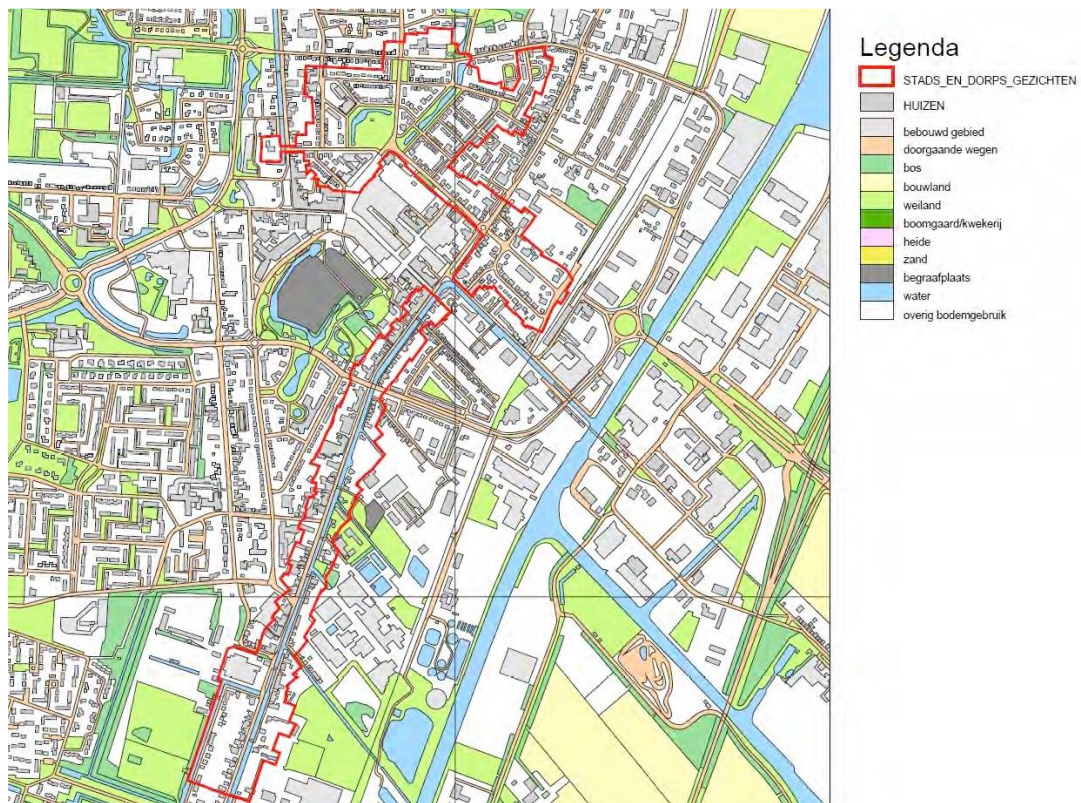 Legenda
STADS_EN_DORPS_GEZICHTEN
HUIZEN
bebouwd gebied
doorgaande wegen
bos
bouwland
weiland
boomgaard/kwekerij
heide
zand
begraafplaats
water
overig bodemgebruik